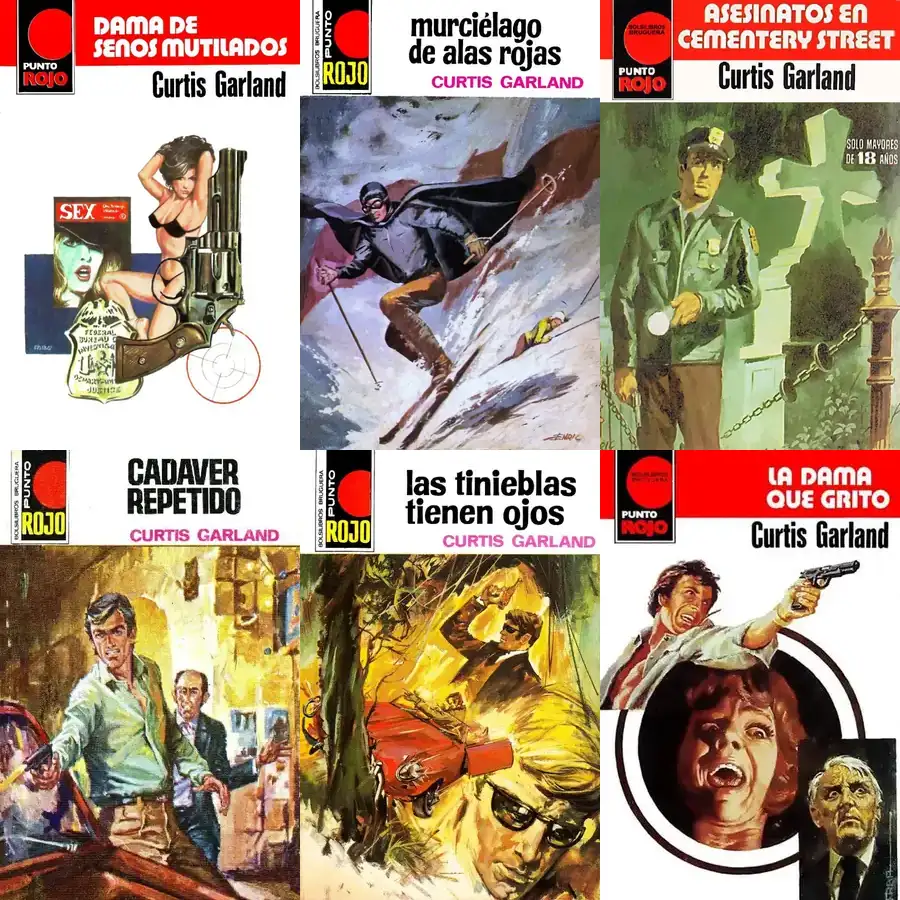 PUNTO
ROJO
DAMA DE
SENOS MUTILADOS
Curtis Garland
SEX
FEDERAL
BUREAU OF
INVESTIGA
DEPARTMENT
JUSTICE
BOLSILIBROS BRUGUERA
PUNTO
ROJO
murciélago
de alas rojas
CURTIS GARLAND
BOLSILIBROS
BRUGUERA
PUNTO
ROJO
ASESINATOS EN
CEMENTERY STREET
Curtis Garland
SOLO MAYORES
DE 18 AÑOS
BOLSILIBROS BRUGUERA
PUNTO
ROJO
CADAVER
REPETIDO
CURTIS GARLAND
BOLSILIBROS BRUGUERA
PUNTO
ROJO
las tinieblas
tienen ojos
CURTIS GARLAND
PUNTO
ROJO
LA DAMA
QUE GRITO
Curtis Garland